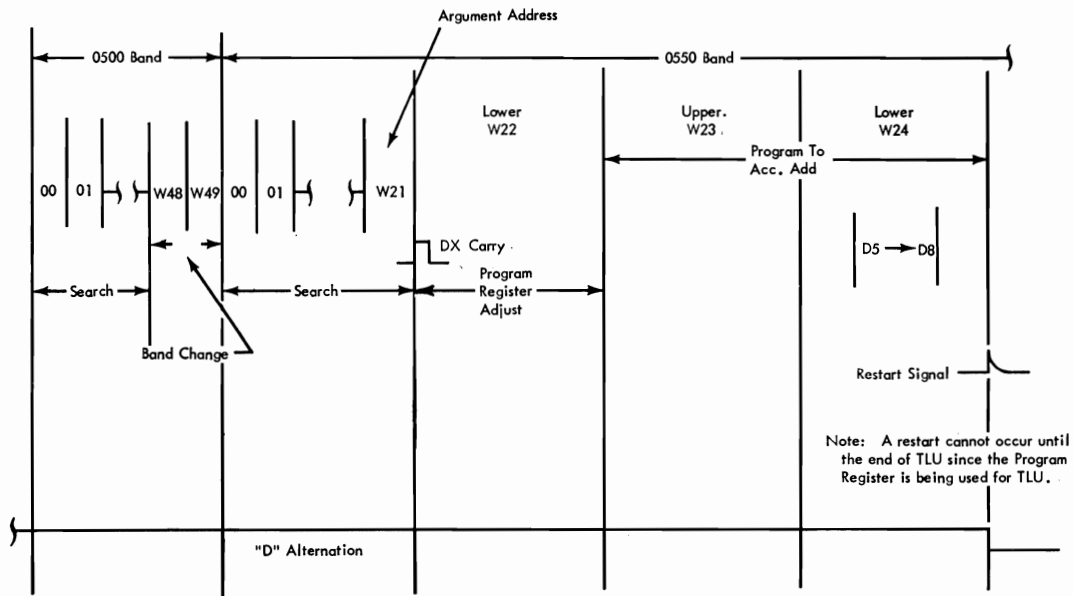 Argument Address
0500 Band
0550 Band
Lower
W22
Upper.
W23
Lower
W24
Program To
Acc. Add
00 01 W48 W49 00 01 W21
DX Carry
D5 D8
Search
Search
Program
Register
Adjust
Band Change
Restart Signal
Note: A restart cannot occur until
the end of TLU since the Program
Register is being used for TLU.
"D" Alternation